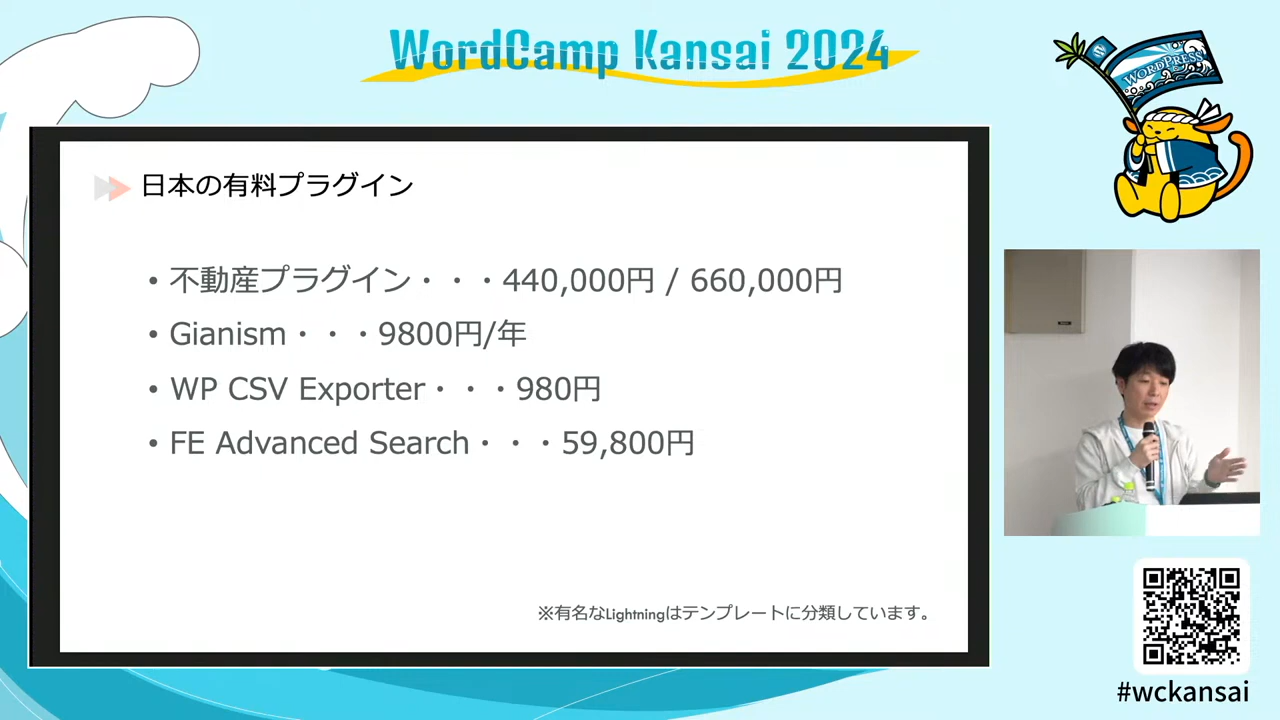 WordCamp Kansai 2024
WORDPRESS
W
日本の有料プラグイン
• 不動産プラグイン・・・440,000円 / 660,000円
• Gianism・・・9800円/年
• WP CSV Exporter・・・980円
• FE Advanced Search・・・59,800円
※有名なLightningはテンプレートに分類しています。
#wckansai